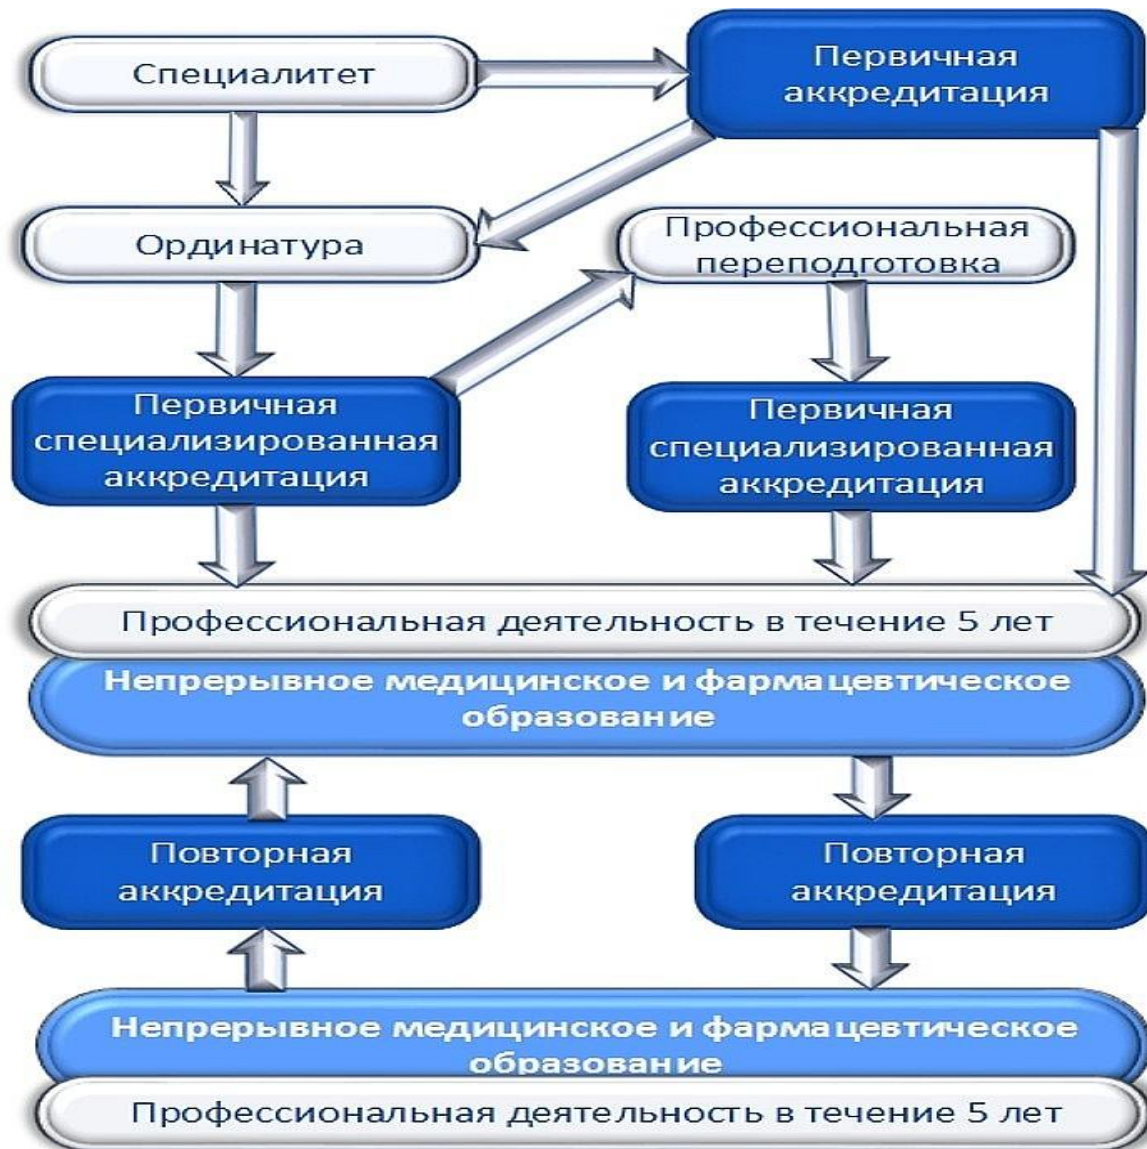 Специалитет
Первичная
аккредитация
Ординатура
Профессиональная
переподготовка
Первичная
специализированная
аккредитация
Первичная
специализированная
аккредитация
Профессиональная деятельность в течение 5 лет
Непрерывное медицинское и фармацевтическое
образование
Повторная
аккредитация
Повторная
аккредитация
Непрерывное медицинское и фармацевтическое
образование
Профессиональная деятельность в течение 5 лет